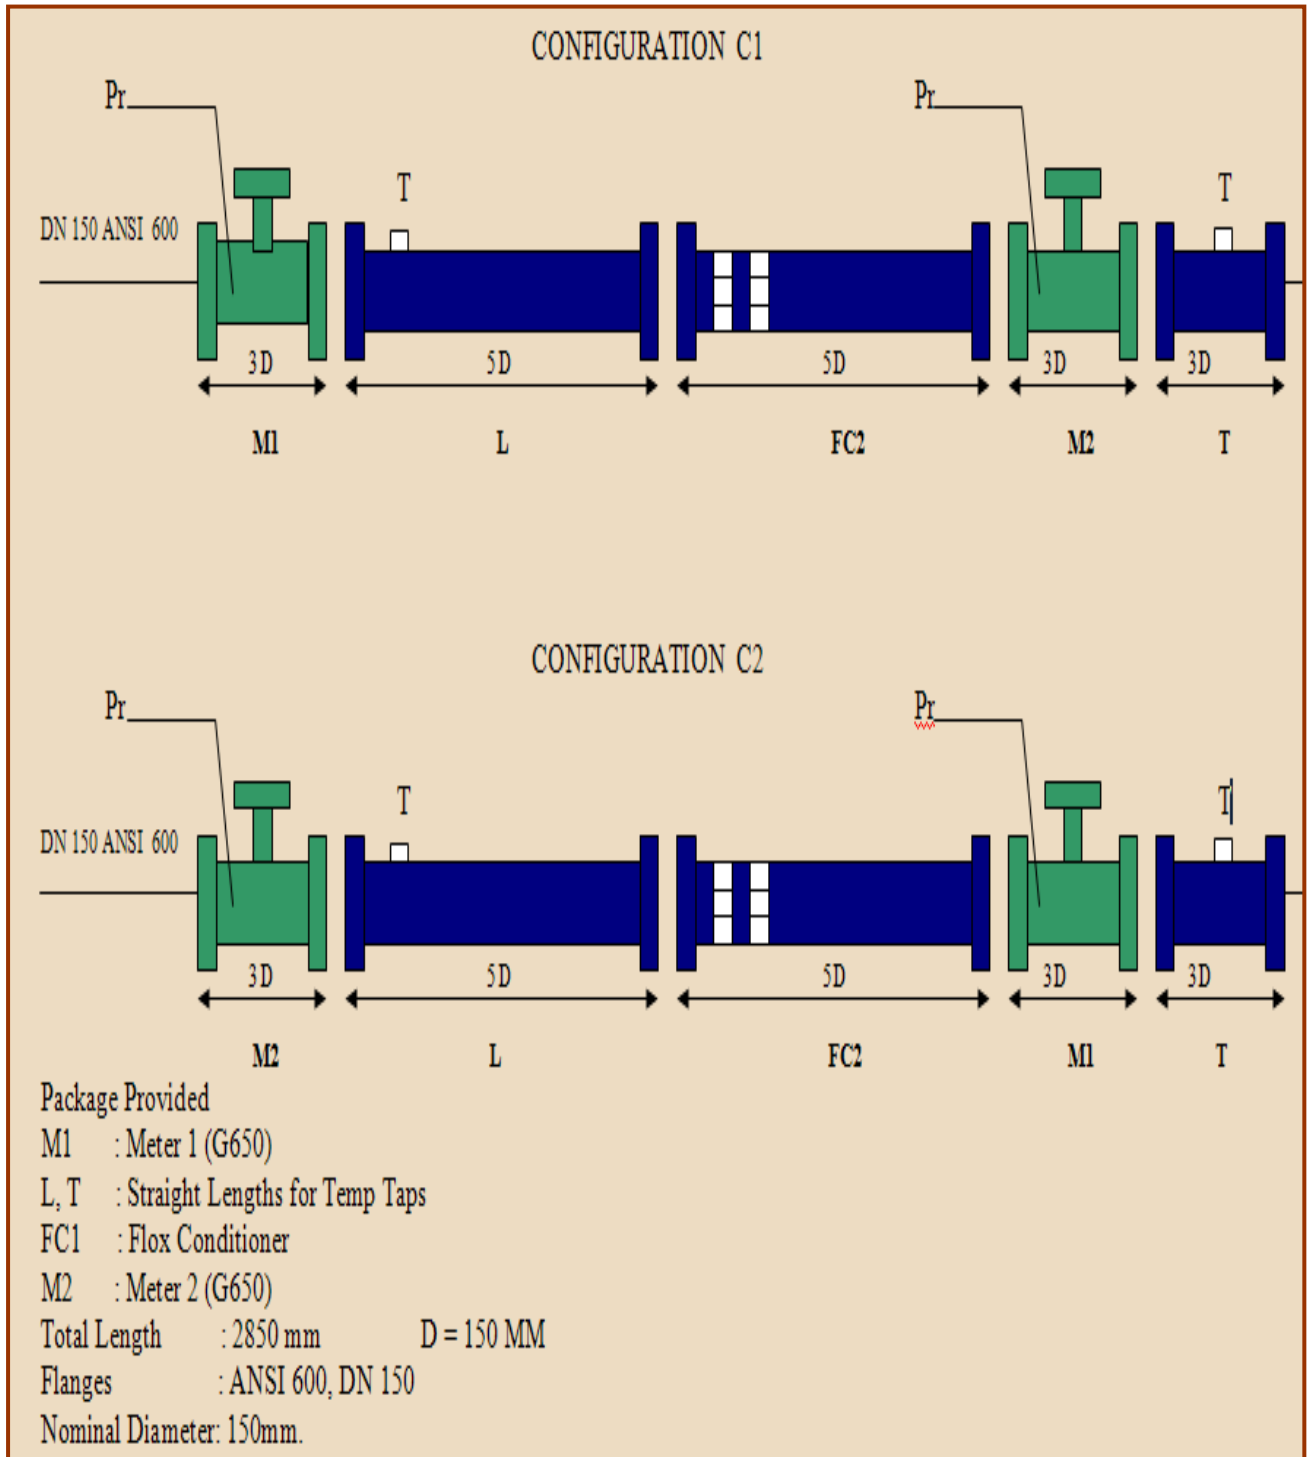 CONFIGURATION C1
Pr Pr
T T
DN 150 ANSI 600
3D 5D 5D 3D 3D
M1 L FC2 M2 T
CONFIGURATION C2
Pr Pr
T T
DN 150 ANSI 600
3D 5D 5D 3D 3D
M2 L FC2 M1 T
Package Provided
M1 : Meter 1 (G650)
L, T : Straight Lengths for Temp Taps
FC1 : Flox Conditioner
M2 : Meter 2 (G650)
Total Length : 2850 mm D = 150 MM
Flanges : ANSI 600, DN 150
Nominal Diameter: 150mm.